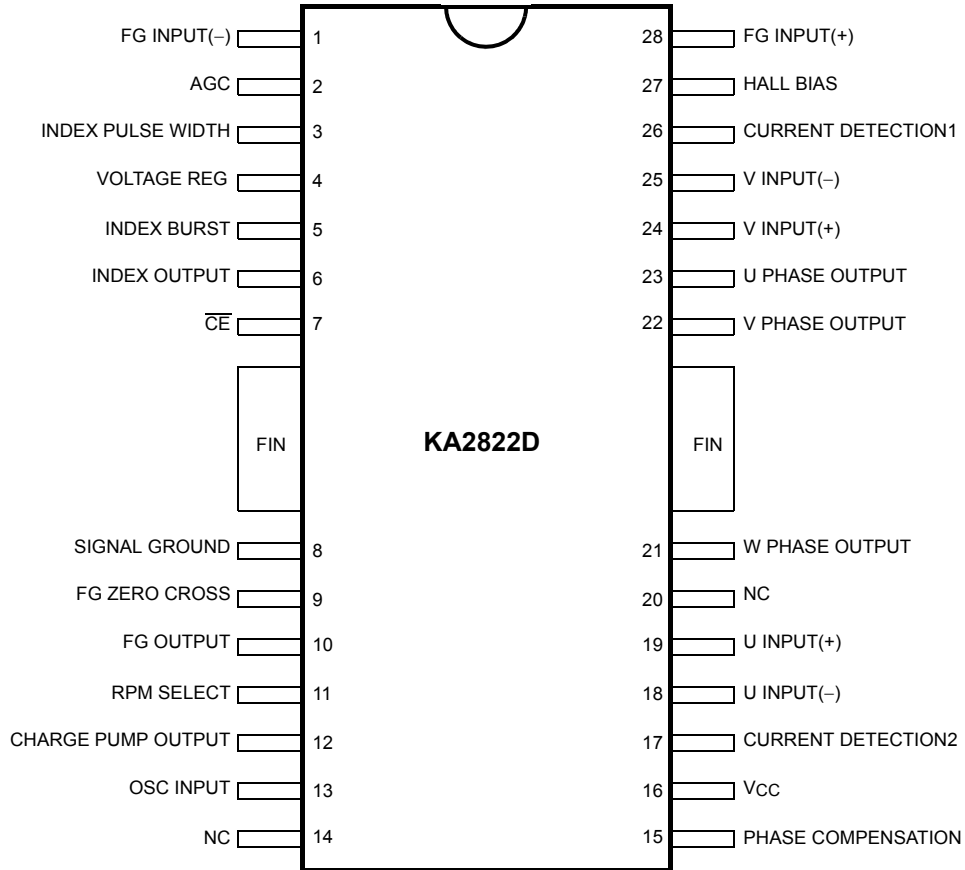 FG INPUT(−) 1 28 FG INPUT(+)
AGC 2 27 HALL BIAS
INDEX PULSE WIDTH 3 26 CURRENT DETECTION1
VOLTAGE REG 4 25 V INPUT(−)
INDEX BURST 5 24 V INPUT(+)
INDEX OUTPUT 6 23 U PHASE OUTPUT
C̅E̅ 7 22 V PHASE OUTPUT
FIN KA2822D FIN
SIGNAL GROUND 8 21 W PHASE OUTPUT
FG ZERO CROSS 9 20 NC
FG OUTPUT 10 19 U INPUT(+)
RPM SELECT 11 18 U INPUT(−)
CHARGE PUMP OUTPUT 12 17 CURRENT DETECTION2
OSC INPUT 13 16 VCC
NC 14 15 PHASE COMPENSATION